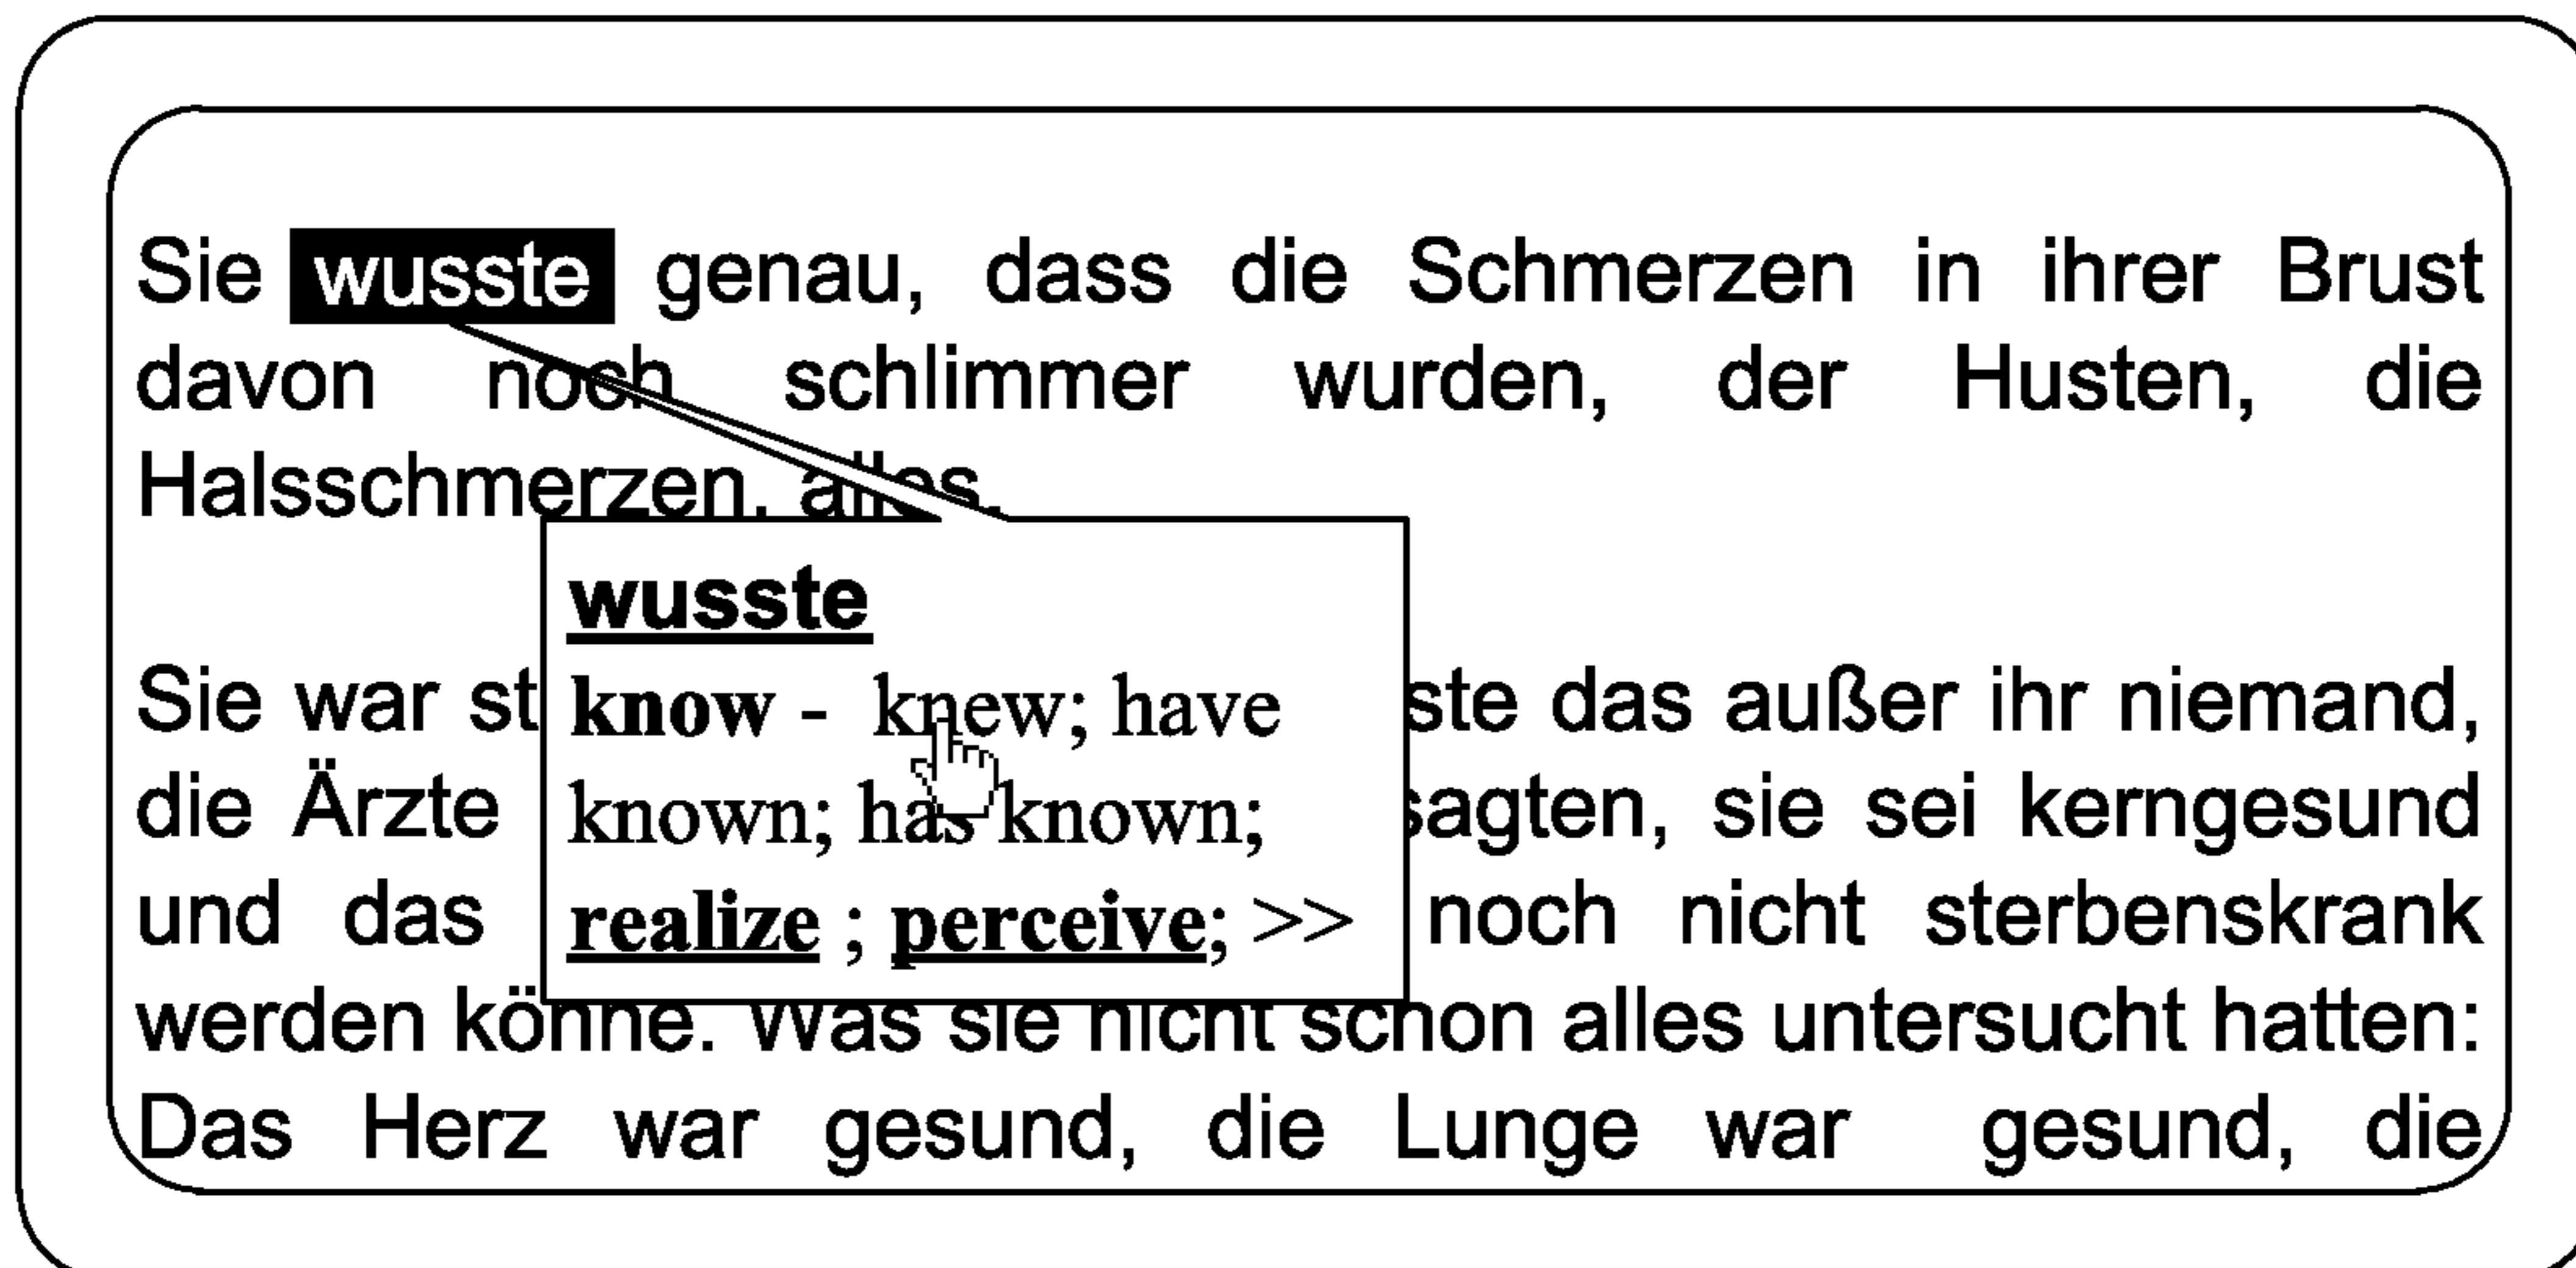 Sie wusste genau, dass die Schmerzen in ihrer Brust
davon noch schlimmer wurden, der Husten, die
Halsschmerzen, alles.
wusste
know - knew; have
known; has known;
realize ; perceive; >>
Sie war das außer ihr niemand,
die Ärzte sagten, sie sei kerngesund
und das noch nicht sterbenskrank
werden könne. Was sie nicht schon alles untersucht hatten:
Das Herz war gesund, die Lunge war gesund, die